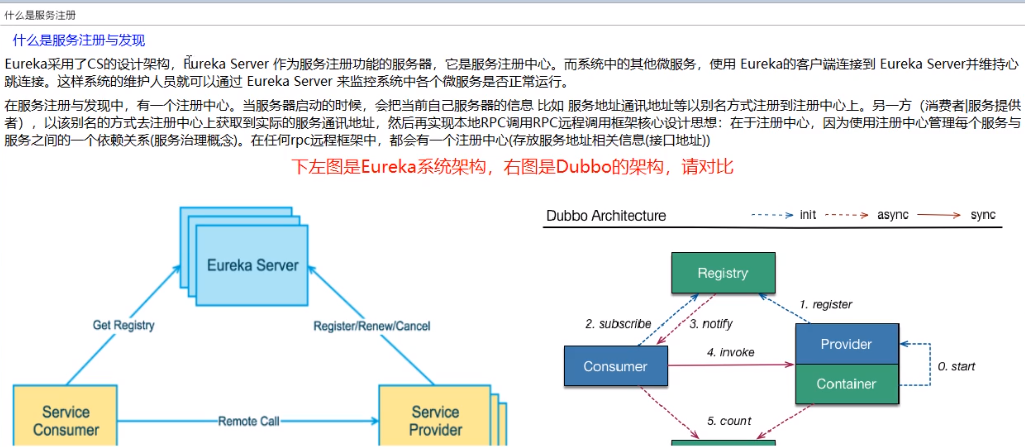 什么是服务注册
什么是服务注册与发现
Eureka采用了CS的设计架构，Eureka Server 作为服务注册功能的服务器，它是服务注册中心。而系统中的其他微服务，使用 Eureka的客户端连接到 Eureka Server并维持心
跳连接。这样系统的维护人员就可以通过 Eureka Server 来监控系统中各个微服务是否正常运行。
在服务注册与发现中，有一个注册中心。当服务器启动的时候，会把当前自己服务器的信息 比如 服务地址通讯地址等以别名方式注册到注册中心上。另一方（消费者|服务提供
者），以该别名的方式去注册中心上获取到实际的服务通讯地址，然后再实现本地RPC调用RPC远程调用框架核心设计思想：在于注册中心，因为使用注册中心管理每个服务与
服务之间的一个依赖关系(服务治理概念)。在任何rpc远程框架中，都会有一个注册中心(存放服务地址相关信息(接口地址))
下左图是Eureka系统架构，右图是Dubbo的架构，请对比
Eureka Server
Get Registry
Register/Renew/Cancel
Service
Consumer
Remote Call
Service
Provider
Dubbo Architecture
init
async
sync
Registry
1. register
2. subscribe
3. notify
Provider
4. invoke
Consumer
0. start
Container
5. count